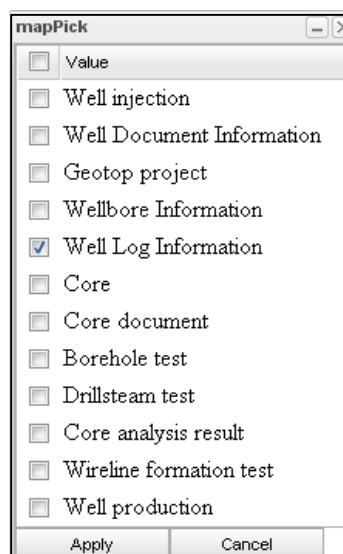 mapPick
Value
Well injection
Well Document Information
Geotop project
Wellbore Information
Well Log Information
Core
Core document
Borehole test
Drillsteam test
Core analysis result
Wireline formation test
Well production
Apply Cancel